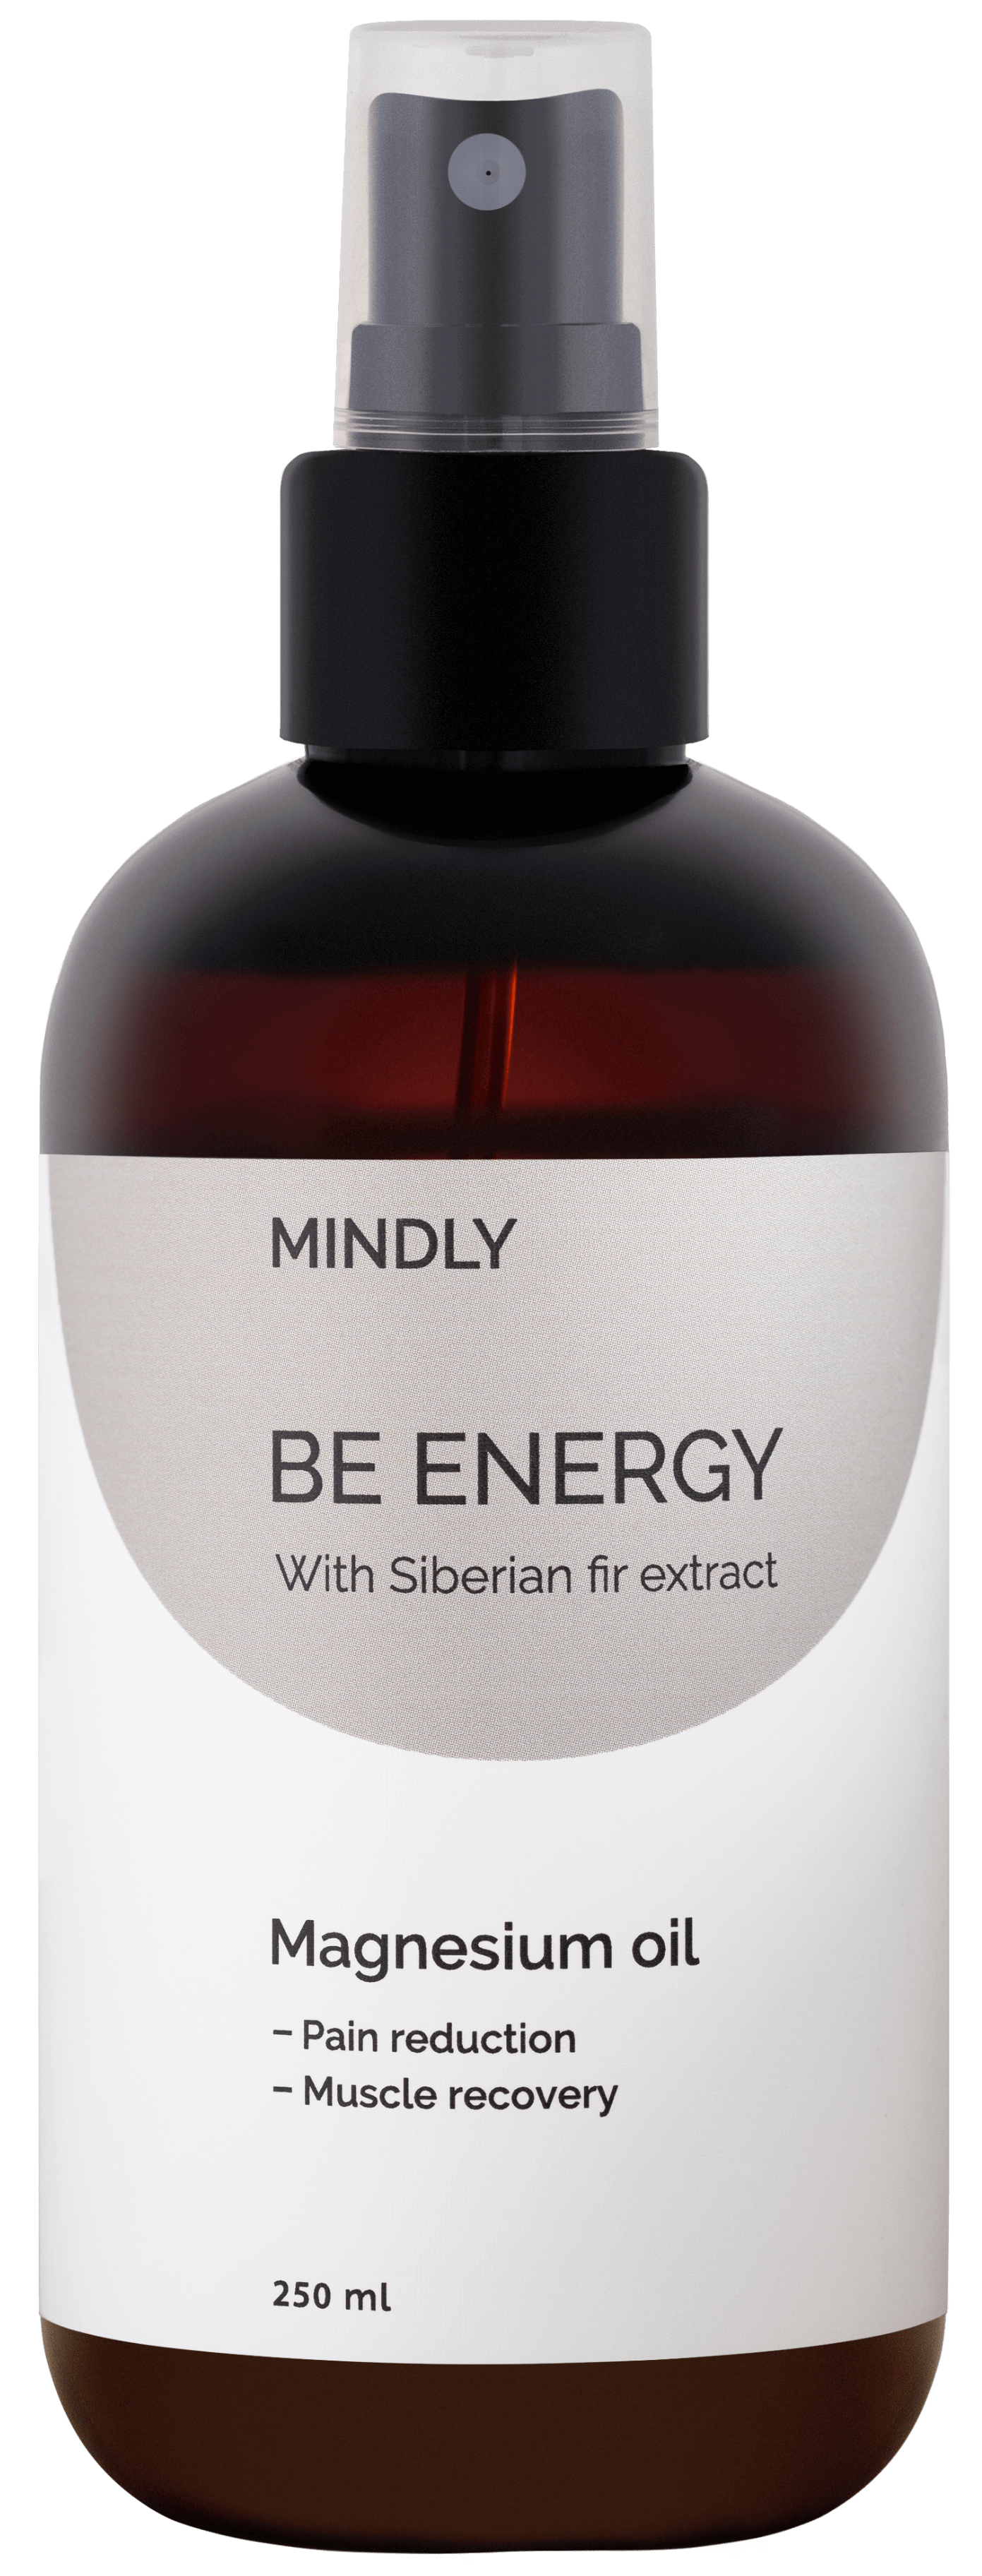 MINDLY
BE ENERGY
With Siberian fir extract
Magnesium oil
– Pain reduction
– Muscle recovery
250 ml